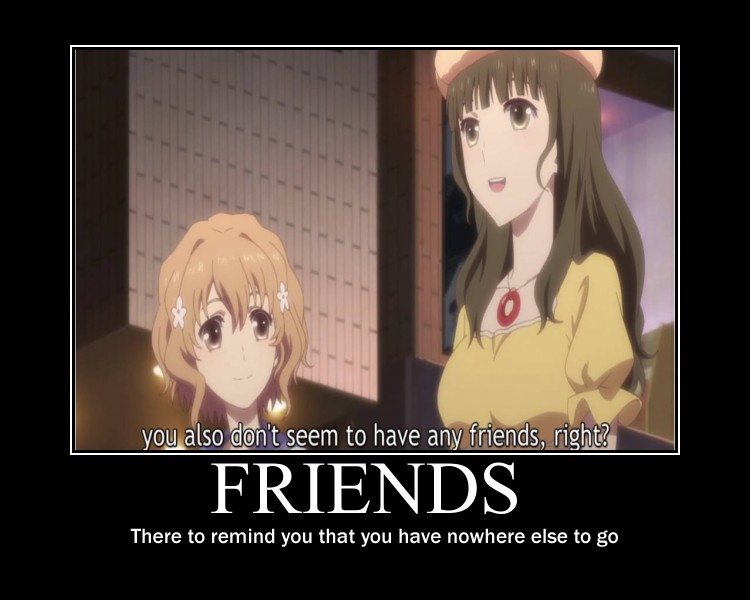 you also don't seem to have any friends, right?
FRIENDS
There to remind you that you have nowhere else to go